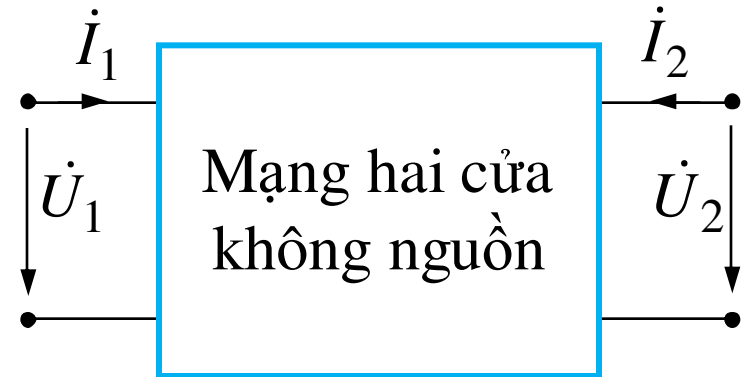 İ₁ İ₂
U̇₁ Mạng hai cửa U̇₂
không nguồn